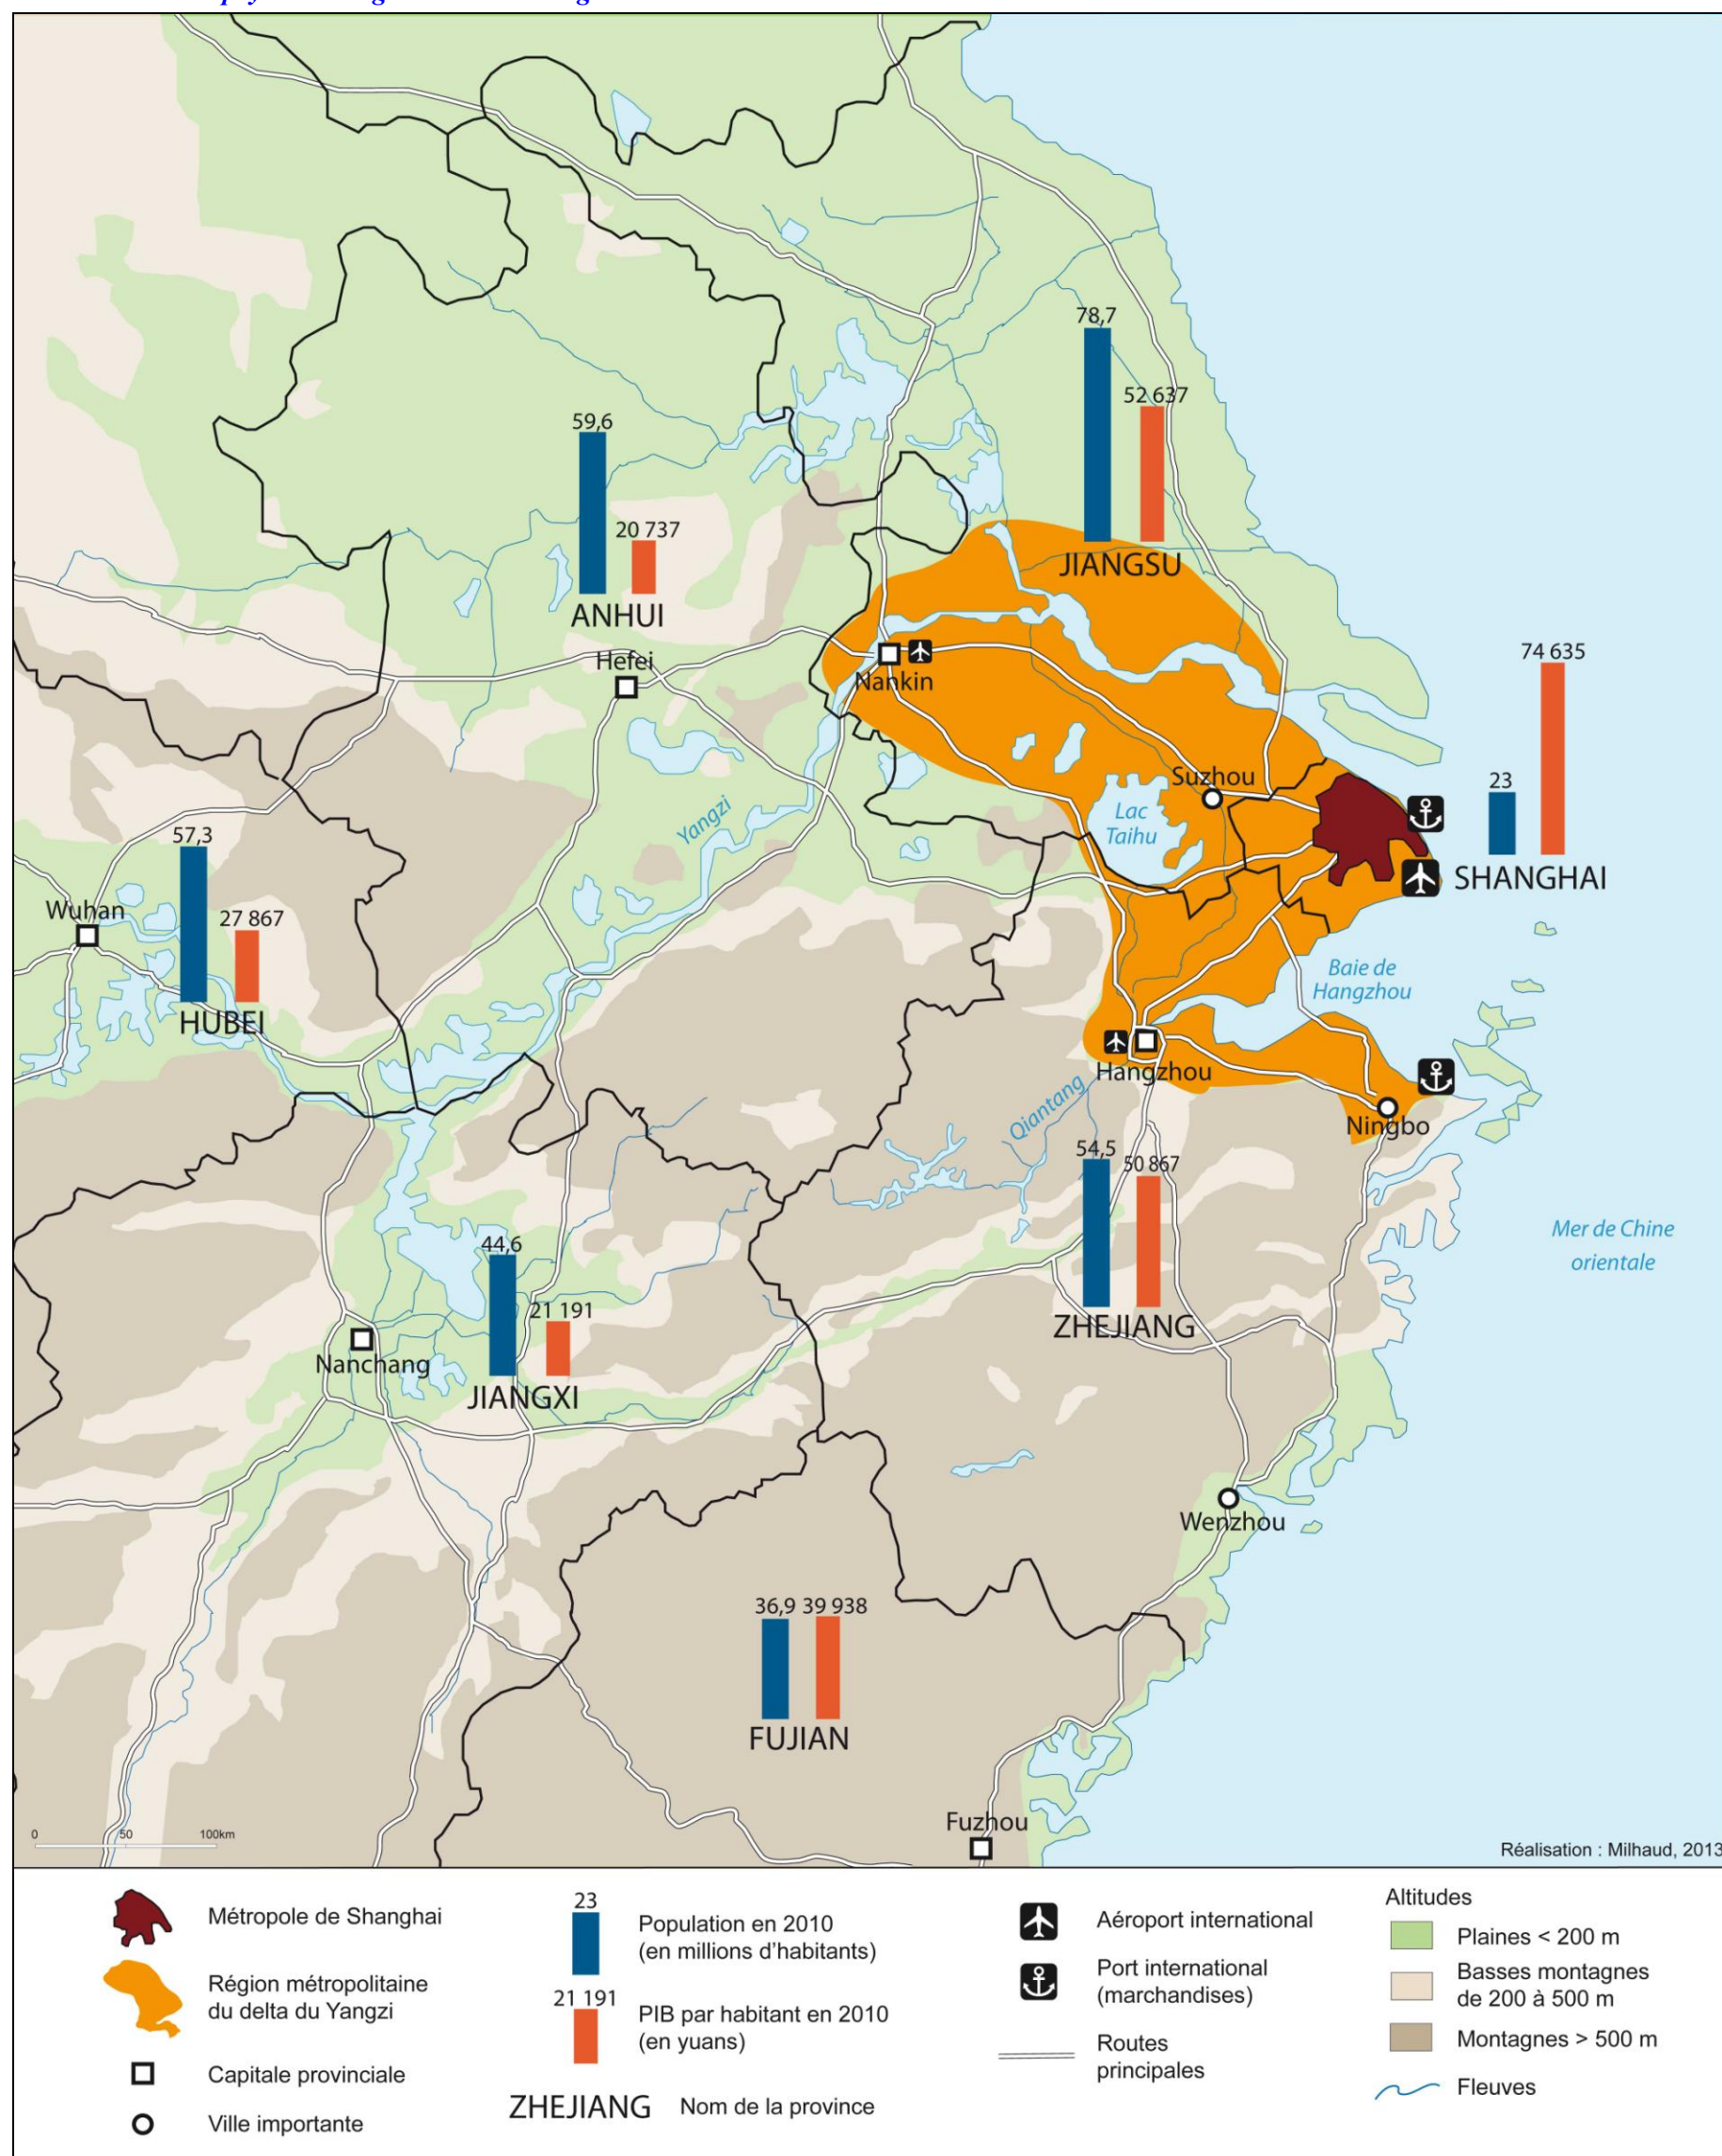 78,7
52 637
JIANGSU
59,6
20 737
ANHUI
Hefei
Nankin
74 635
23
SHANGHAI
Suzhou
Lac
Taihu
Yangzi
57,3
27 867
HUBEI
Wuhan
Baie de
Hangzhou
Hangzhou
Qiantang
Ningbo
54,5
50 867
ZHEJIANG
Mer de Chine
orientale
44,6
21 191
JIANGXI
Nanchang
Wenzhou
36,9
39 938
FUJIAN
Fuzhou
0 50 100km
Réalisation : Milhaud, 2013
Métropole de Shanghai
Région métropolitaine
du delta du Yangzi
Capitale provinciale
Ville importante
23
Population en 2010
(en millions d'habitants)
21 191
PIB par habitant en 2010
(en yuans)
ZHEJIANG Nom de la province
Aéroport international
Port international
(marchandises)
Routes
principales
Altitudes
Plaines < 200 m
Basses montagnes
de 200 à 500 m
Montagnes > 500 m
Fleuves